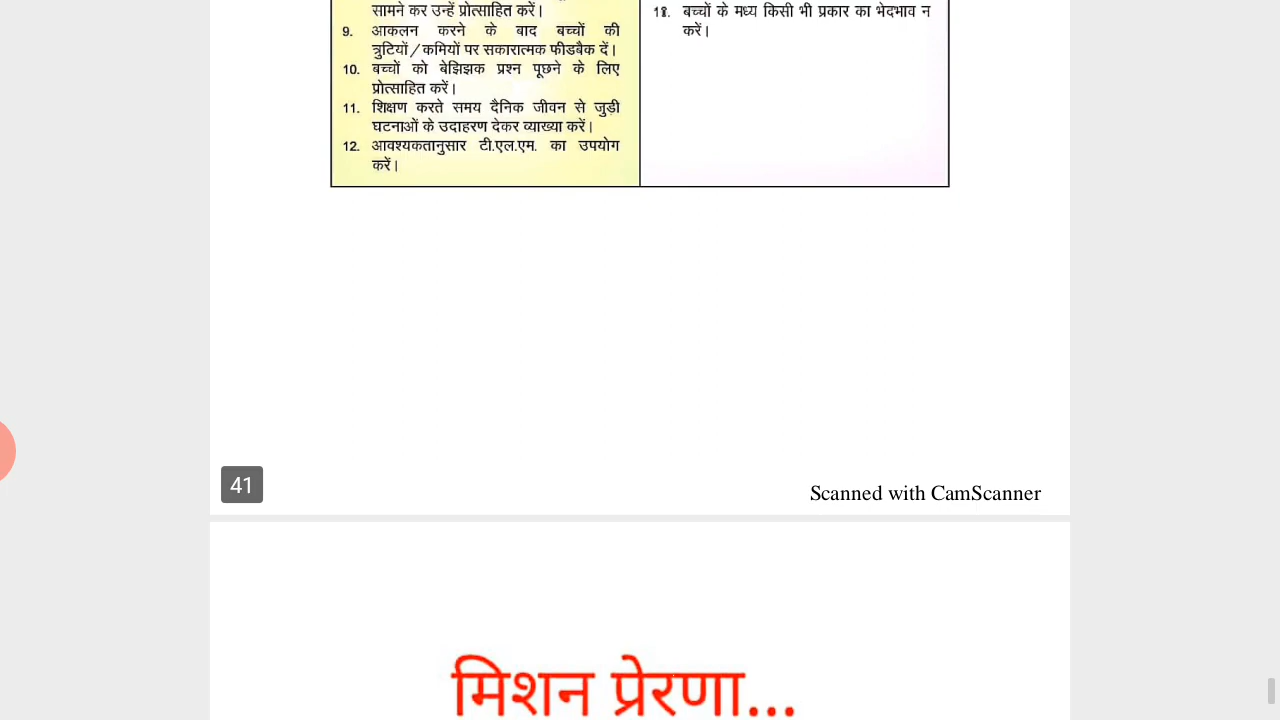 सामने कर उन्हें प्रोत्साहित करें।
9. आकलन करने के बाद बच्चों की
त्रुटियों/कमियों पर सकारात्मक फीडबैक दें।
10. बच्चों को बेझिझक प्रश्न पूछने के लिए
प्रोत्साहित करें।
11. शिक्षण करते समय दैनिक जीवन से जुड़ी
घटनाओं के उदाहरण देकर व्याख्या करें।
12. आवश्यकतानुसार टी.एल.एम. का उपयोग
करें।
बच्चों के मध्य किसी भी प्रकार का भेदभाव न
करें।
41
Scanned with CamScanner
मिशन प्रेरणा...